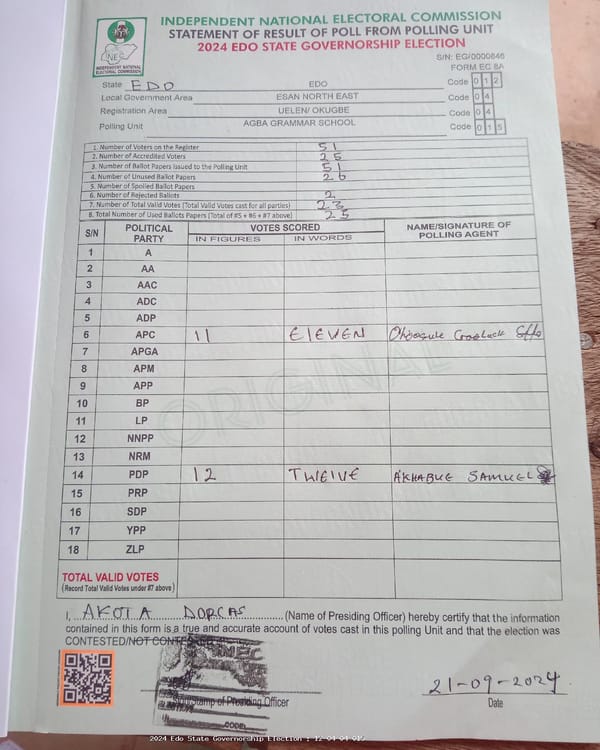 INDEPENDENT NATIONAL ELECTORAL COMMISSION
STATEMENT OF RESULT OF POLL FROM POLLING UNIT
2024 EDO STATE GOVERNORSHIP ELECTION
INEC
INDEPENDENT NATIONAL ELECTORAL COMMISSION
S/N: EG/0000646
FORM EC 8A
State EDO EDO Code 0 1 2
Local Government Area ESAN NORTH EAST Code 0 4
Registration Area UELEN/ OKUGBE Code 0 4
Polling Unit AGBA GRAMMAR SCHOOL Code 0 1 5
1. Number of Voters on the Register 51
2. Number of Accredited Voters 25
3. Number of Ballot Papers Issued to the Polling Unit 51
4. Number of Unused Ballot Papers 26
5. Number of Spoiled Ballot Papers
6. Number of Rejected Ballots 2
7. Number of Total Valid Votes (Total Valid Votes cast for all parties) 23
8. Total Number of Used Ballots Papers (Total of #5 + #6 + #7 above) 25
S/N POLITICAL PARTY VOTES SCORED NAME/SIGNATURE OF POLLING AGENT
IN FIGURES IN WORDS
1 A
2 AA
3 AAC
4 ADC
5 ADP
6 APC 11 ELEVEN
7 APGA
8 APM
9 APP
10 BP
11 LP
12 NNPP
13 NRM
14 PDP 12 TWELVE AKHABUE SAMUEL
15 PRP
16 SDP
17 YPP
18 ZLP
ORIGINAL
TOTAL VALID VOTES
(Record Total Valid Votes under #7 above)
I, AKOTA DORCAS (Name of Presiding Officer) hereby certify that the information
contained in this form is a true and accurate account of votes cast in this polling Unit and that the election was
CONTESTED/NOT CONTESTED
INEC
Stamp of Presiding Officer
CODE:
21-09-2024
Date
2024 Edo State Governorship Election : 12-04-04-015